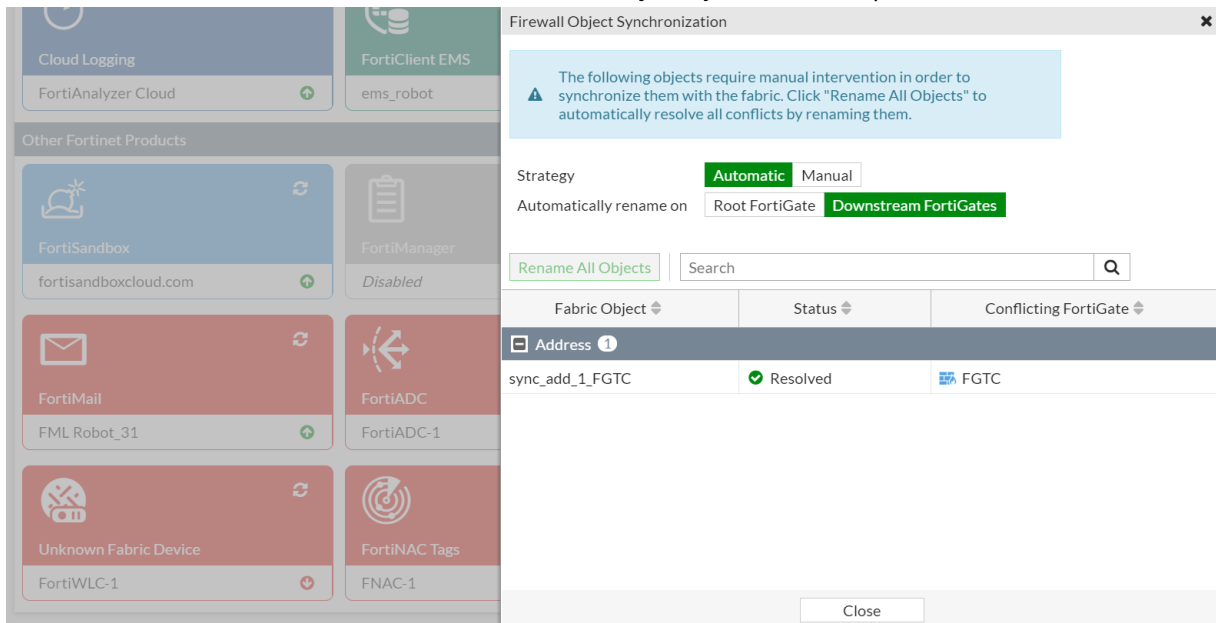 Firewall Object Synchronization
Cloud Logging
FortiAnalyzer Cloud
FortiClient EMS
ems_robot
Other Fortinet Products
FortiSandbox
fortisandboxcloud.com
FortiManager
Disabled
FortiMail
FML Robot_31
FortiADC
FortiADC-1
Unknown Fabric Device
FortiWLC-1
FortiNAC Tags
FNAC-1
The following objects require manual intervention in order to
synchronize them with the fabric. Click "Rename All Objects" to
automatically resolve all conflicts by renaming them.
Strategy Automatic Manual
Automatically rename on Root FortiGate Downstream FortiGates
Rename All Objects Search
Fabric Object Status Conflicting FortiGate
Address 1
sync_add_1_FGTC Resolved FGTC
Close